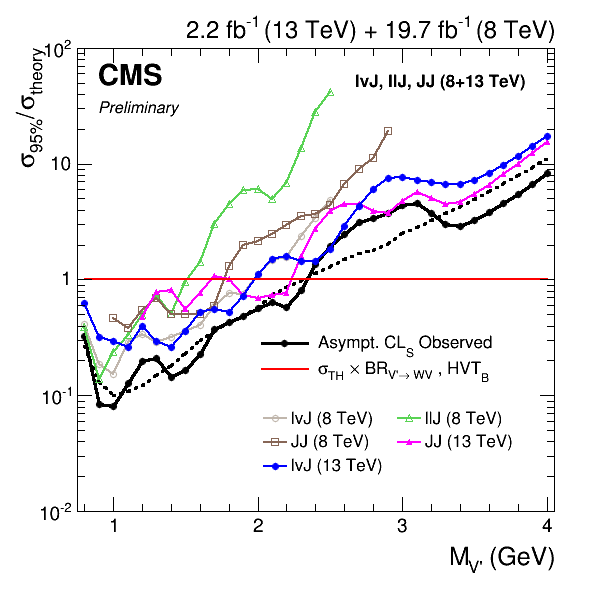 2.2 fb⁻¹ (13 TeV) + 19.7 fb⁻¹ (8 TeV)
CMS
Preliminary
lνJ, llJ, JJ (8+13 TeV)
σ95%/σtheory
10²
10
1
10⁻¹
10⁻²
Asympt. CLS Observed
σTH × BRV'→ WV , HVTB
lvJ (8 TeV)
llJ (8 TeV)
JJ (8 TeV)
JJ (13 TeV)
lvJ (13 TeV)
1 2 3 4
MV' (GeV)